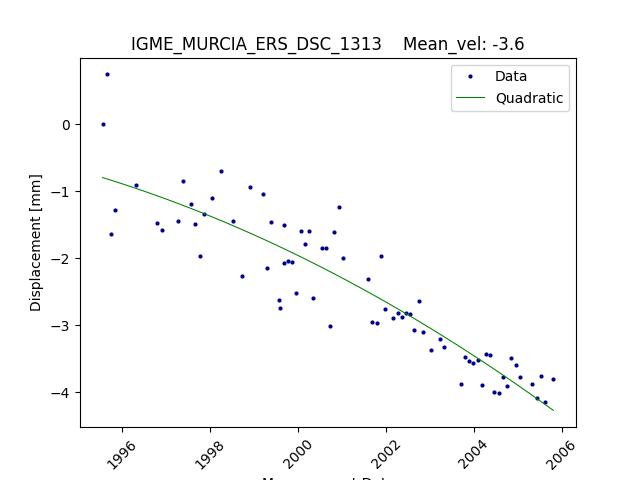 IGME_MURCIA_ERS_DSC_1313    Mean_vel: -3.6
Data
Quadratic
Displacement [mm]
0
−1
−2
−3
−4
1996
1998
2000
2002
2004
2006